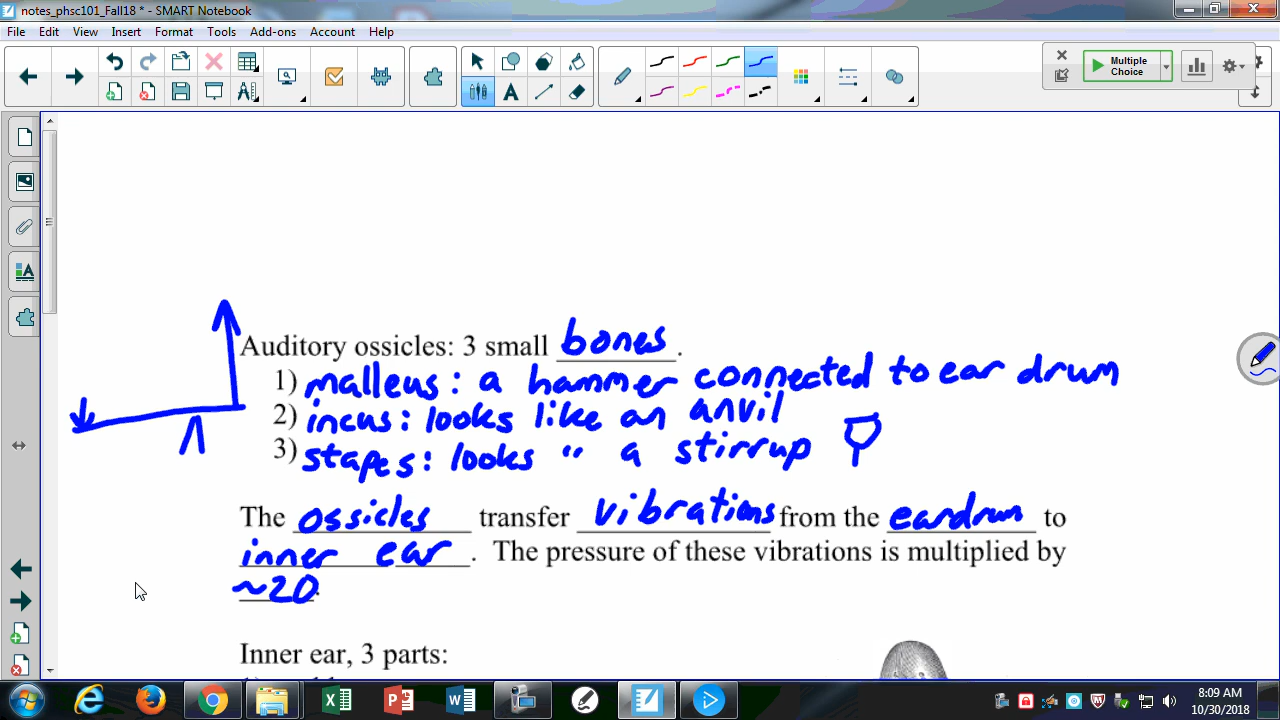 notes_phsc101_Fall18 * - SMART Notebook
File Edit View Insert Format Tools Add-ons Account Help
Multiple
Choice
Auditory ossicles: 3 small bones.
1) malleus: a hammer connected to ear drum
2) incus: looks like an anvil
3) stapes: looks " a stirrup
The ossicles transfer vibrations from the eardrum to
inner ear. The pressure of these vibrations is multiplied by
~20.
Inner ear, 3 parts:
8:09 AM
10/30/2018